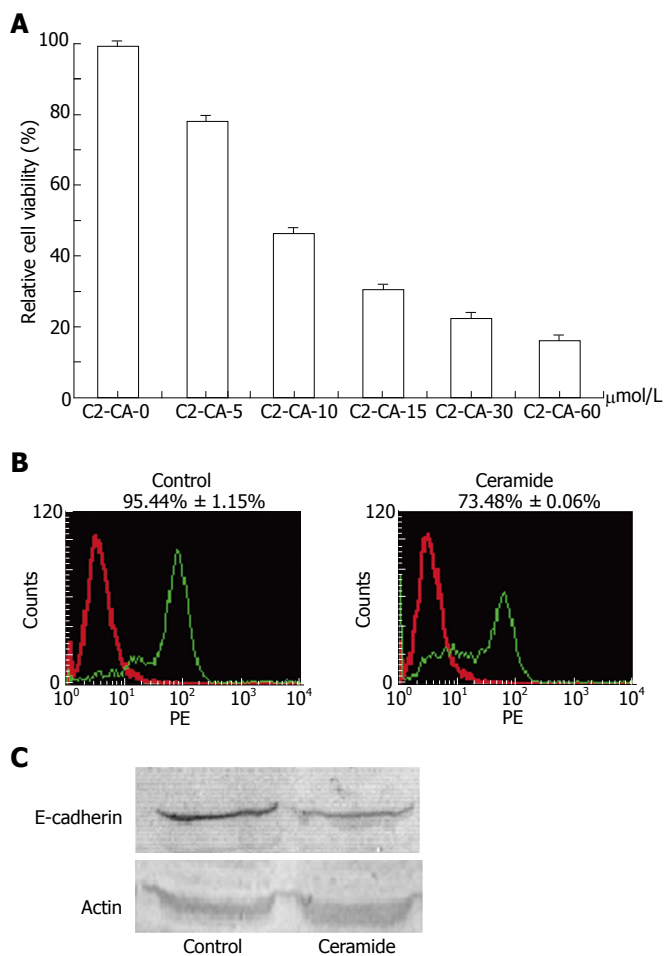 A
100
80
60
40
20
0
Relative cell viability (%)
C2-CA-0 C2-CA-5 C2-CA-10 C2-CA-15 C2-CA-30 C2-CA-60 μmol/L
B
Control
95.44% ± 1.15%
120
Counts
0
10⁰ 10¹ 10² 10³ 10⁴
PE
Ceramide
73.48% ± 0.06%
120
Counts
0
10⁰ 10¹ 10² 10³ 10⁴
PE
C
E-cadherin
Actin
Control Ceramide